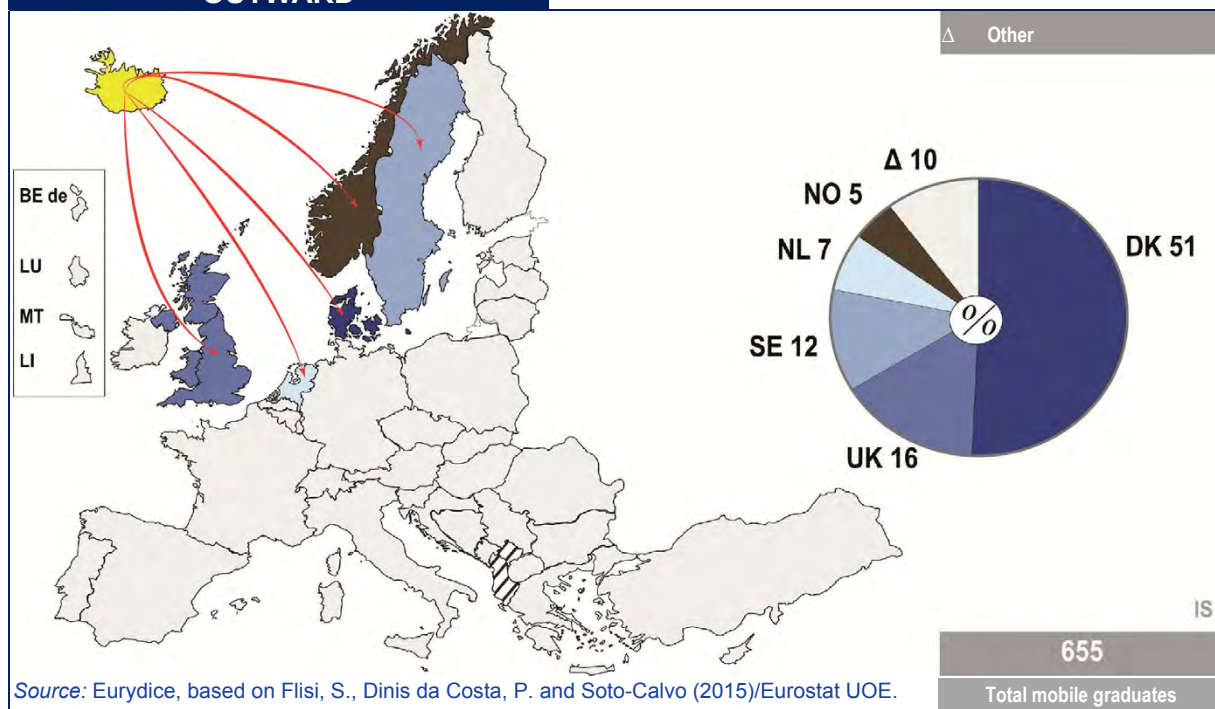 OUTWARD
Δ Other
BE de
LU
MT
LI
Δ 10
NO 5
NL 7
SE 12
UK 16
DK 51
%
IS
655
Total mobile graduates
Source: Eurydice, based on Flisi, S., Dinis da Costa, P. and Soto-Calvo (2015)/Eurostat UOE.